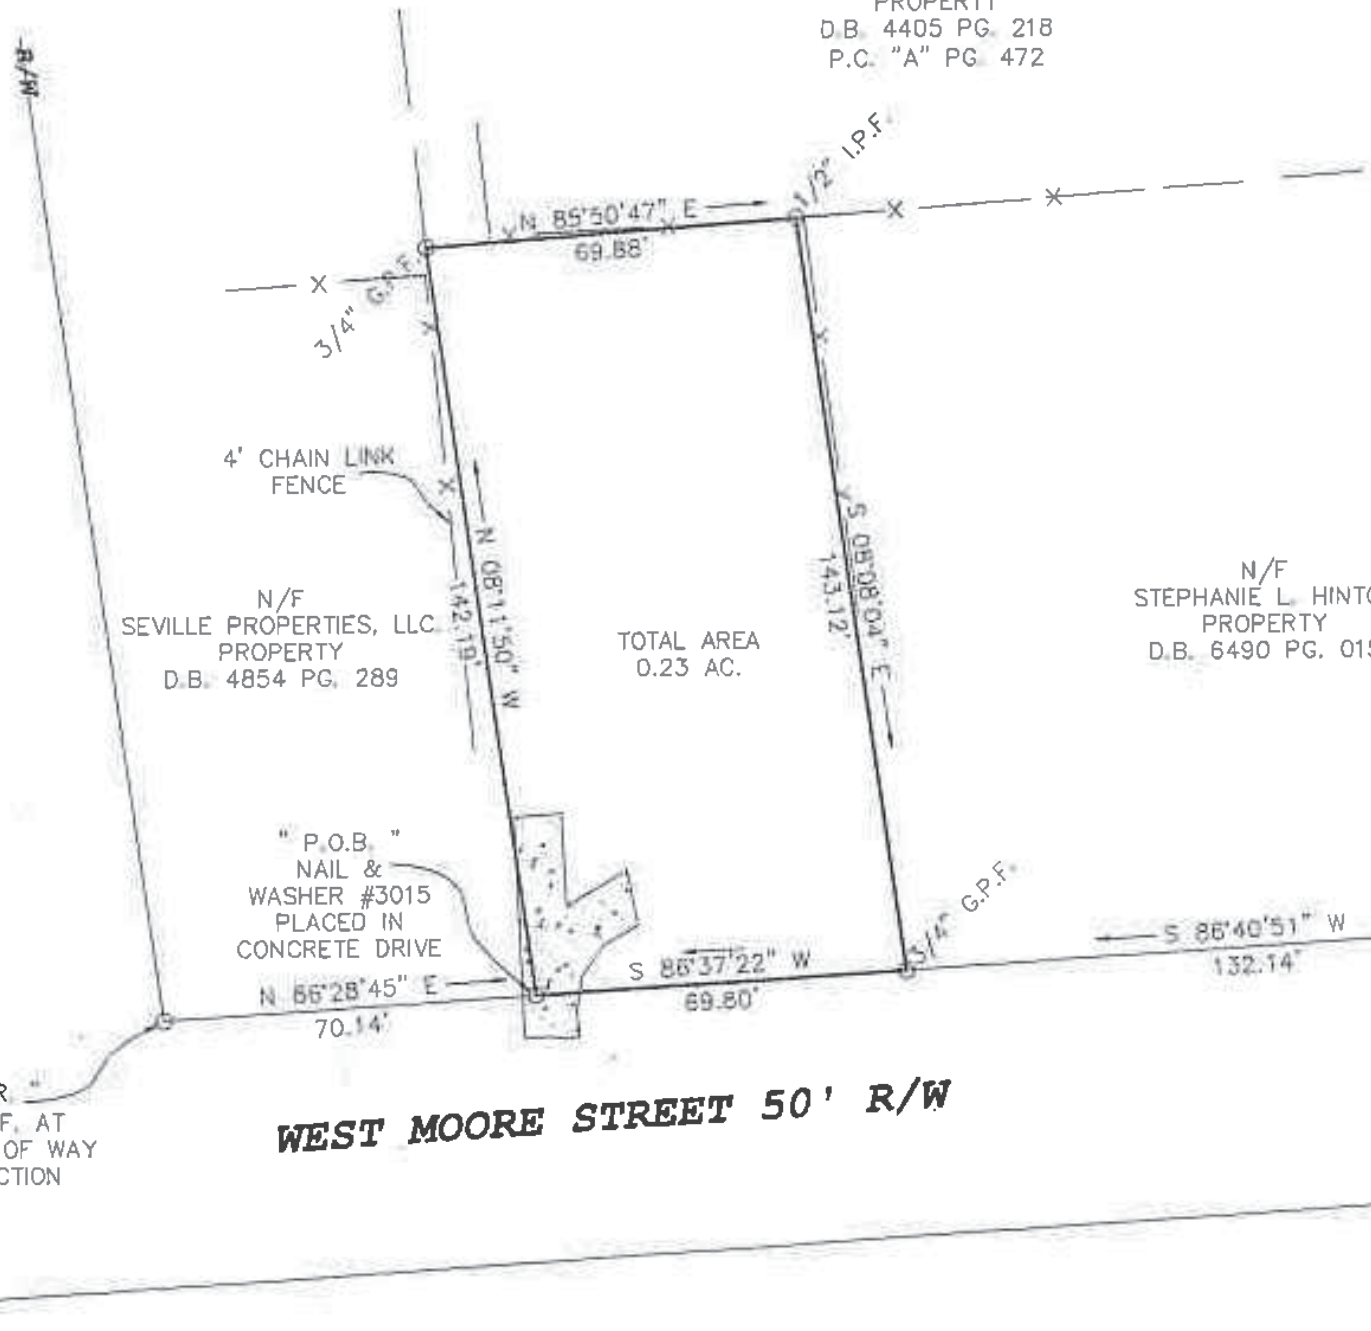 PROPERTY
D.B. 4405 PG. 218
P.C. "A" PG. 472
R/W
1/2" I.P.F.
N 85°50'47" E
69.88'
3/4" G.P.F.
4' CHAIN LINK
FENCE
N 08°11'50" W
142.19'
S 08°08'04" E
143.12'
N/F
SEVILLE PROPERTIES, LLC.
PROPERTY
D.B. 4854 PG. 289
TOTAL AREA
0.23 AC.
N/F
STEPHANIE L. HINTO
PROPERTY
D.B. 6490 PG. 015
" P.O.B. "
NAIL &
WASHER #3015
PLACED IN
CONCRETE DRIVE
3/4" G.P.F.
S 86°40'51" W
132.14'
S 86°37'22" W
69.80'
N 86°28'45" E
70.14'
R. "
F. AT
OF WAY
CTION
WEST MOORE STREET 50' R/W